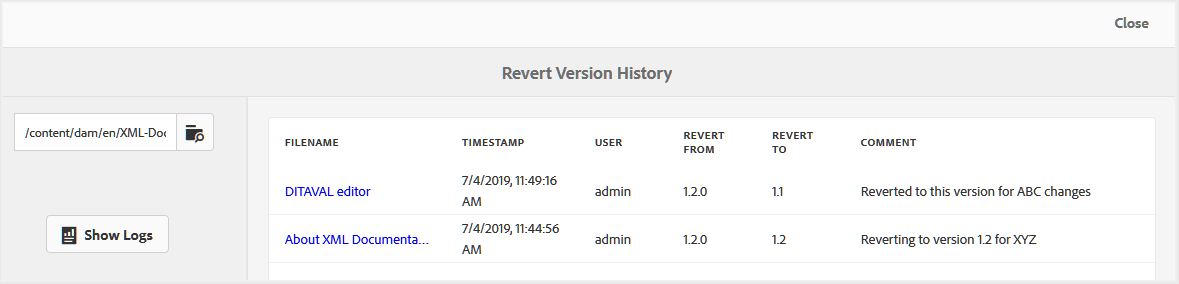 Close
Revert Version History
/content/dam/en/XML-Doc
FILENAME TIMESTAMP USER REVERT FROM REVERT TO COMMENT
DITAVAL editor 7/4/2019, 11:49:16 AM admin 1.2.0 1.1 Reverted to this version for ABC changes
Show Logs
About XML Documenta... 7/4/2019, 11:44:56 AM admin 1.2.0 1.2 Reverting to version 1.2 for XYZ